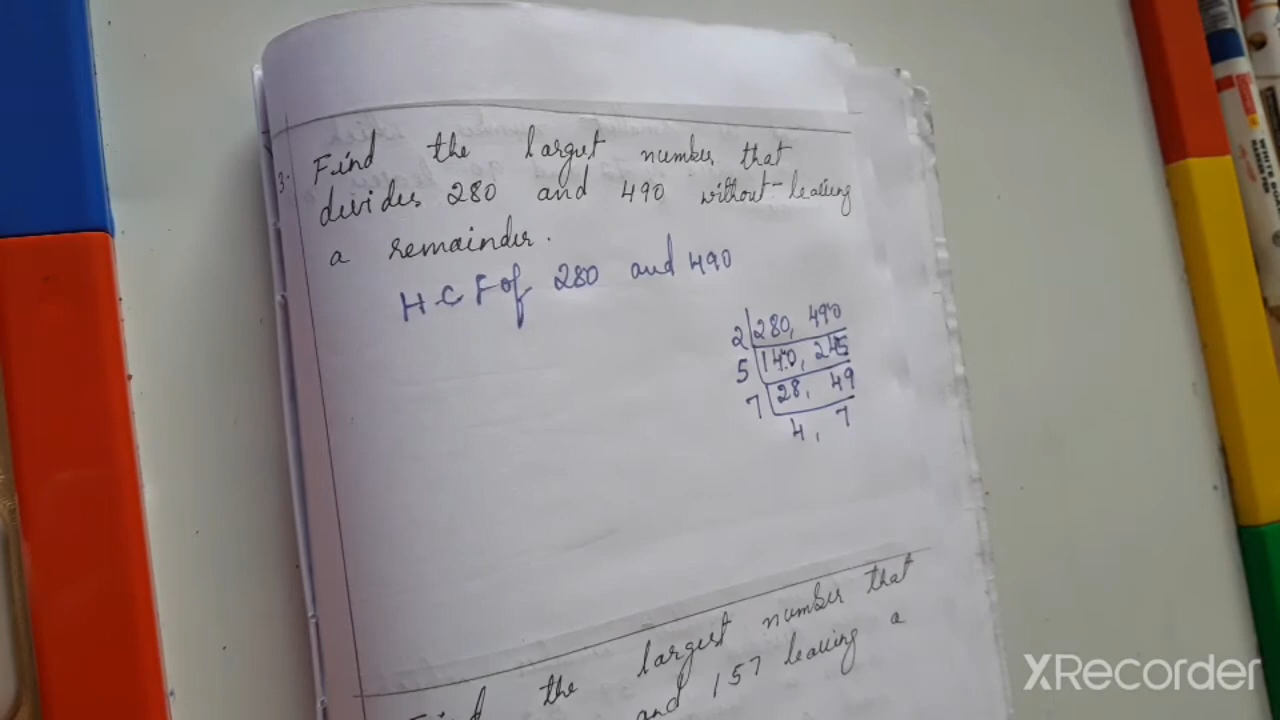 3. Find the largest number that
divides 280 and 490 without leaving
a remainder.
H.C.F of 280 and 490
2 280, 490
5 140, 245
7 28, 49
4, 7
Find the largest number that
and 157 leaving a
XRecorder